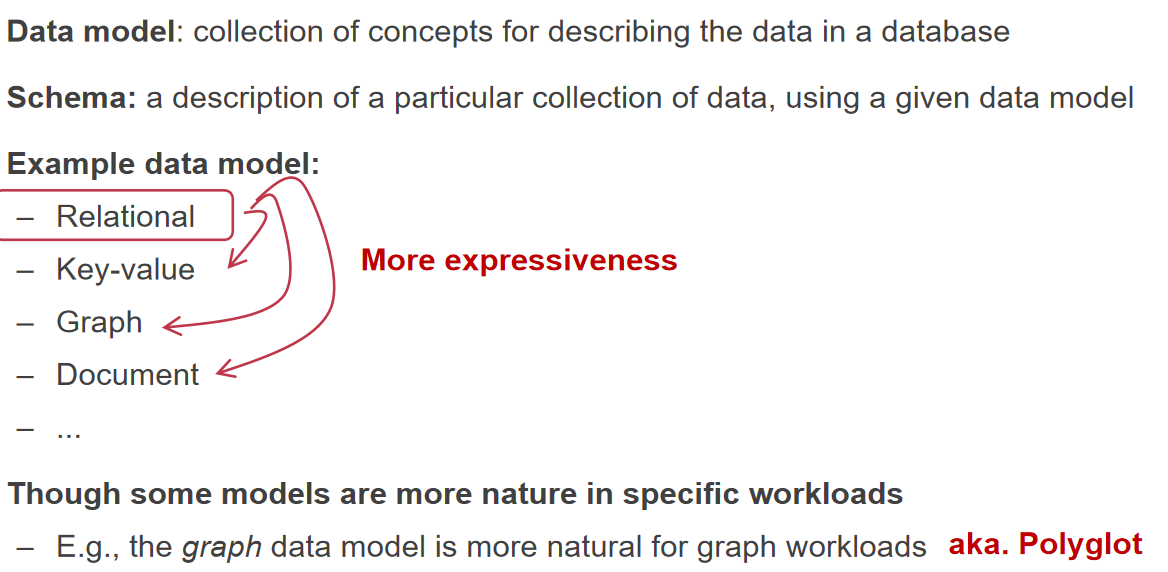 Data model: collection of concepts for describing the data in a database
Schema: a description of a particular collection of data, using a given data model
Example data model:
– Relational
– Key-value
More expressiveness
– Graph
– Document
– ...
Though some models are more nature in specific workloads
– E.g., the graph data model is more natural for graph workloads aka. Polyglot